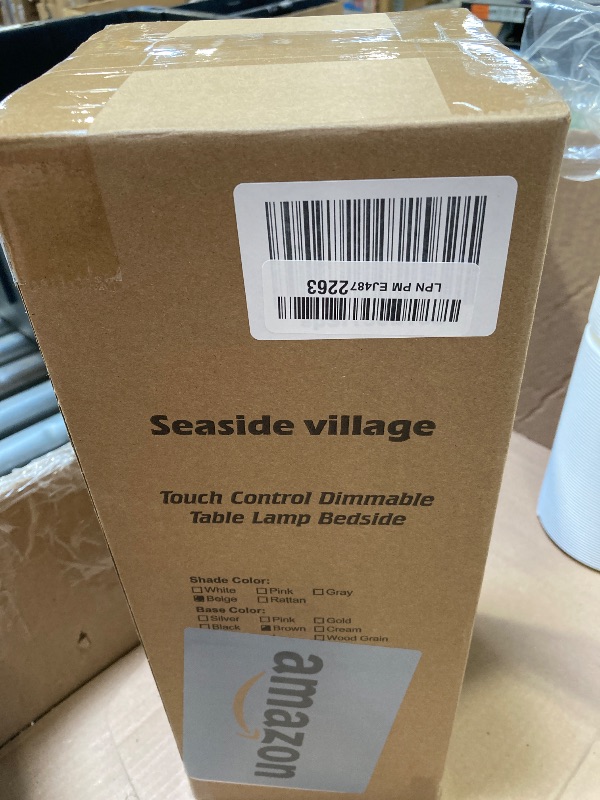 LPN PM EJ4872263
Seaside village
Touch Control Dimmable
Table Lamp Bedside
Shade Color:
☐White ☐Pink ☐Gray
☒Beige ☐Rattan
Base Color:
☐Silver ☐Pink ☐Gold
☐Black ☒Brown ☐Cream
☐Wood Grain
amazon